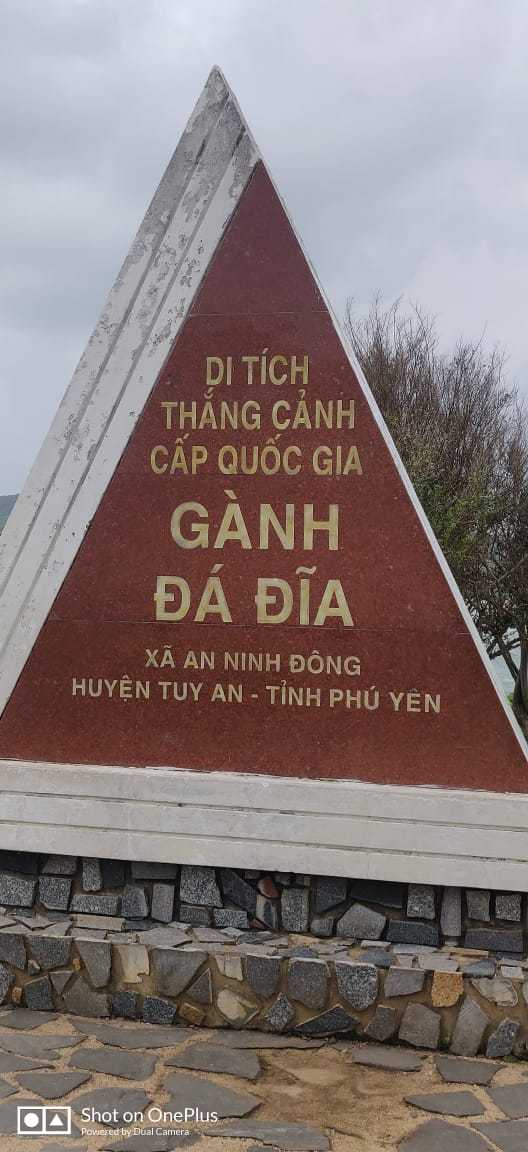 DI TÍCH
THẮNG CẢNH
CẤP QUỐC GIA
GÀNH
ĐÁ ĐĨA
XÃ AN NINH ĐÔNG
HUYỆN TUY AN - TỈNH PHÚ YÊN
Shot on OnePlus
Powered by Dual Camera